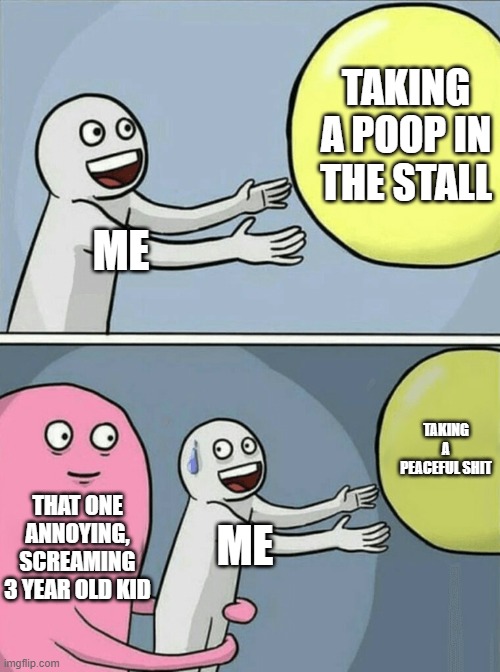 TAKING
A POOP IN
THE STALL
ME
TAKING
A
PEACEFUL SHIT
THAT ONE
ANNOYING,
SCREAMING
3 YEAR OLD KID
ME
imgflip.com